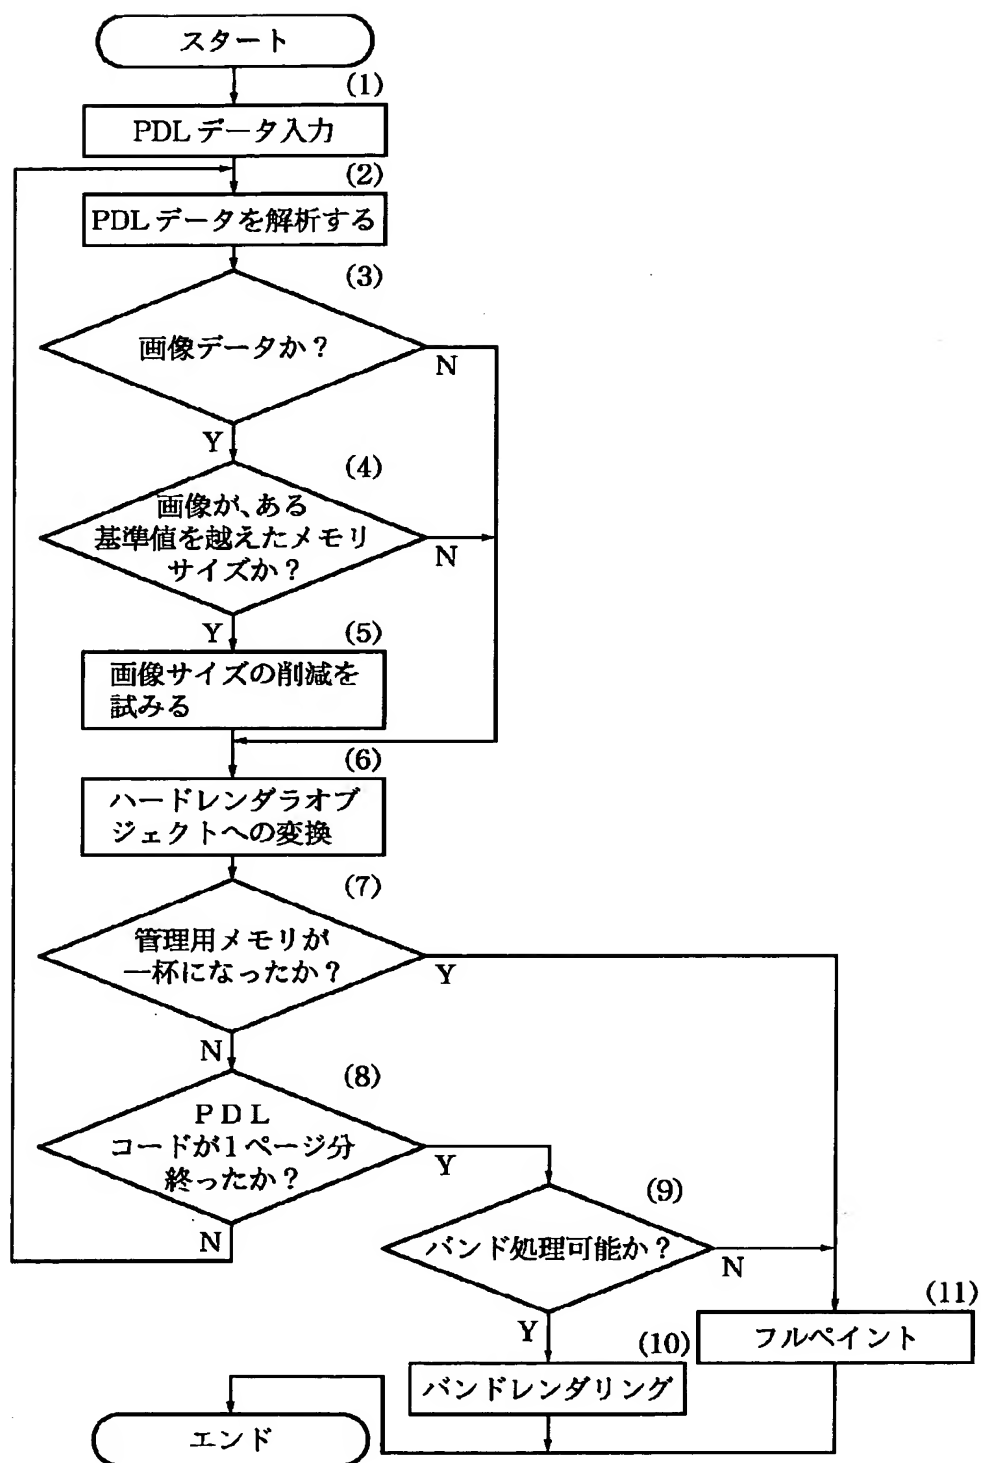 スタート
(1)
PDLデータ入力
(2)
PDLデータを解析する
(3)
画像データか？
N
Y
(4)
画像が、ある
基準値を越えたメモリ
サイズか？
N
Y
(5)
画像サイズの削減を
試みる
(6)
ハードレンダラオブ
ジェクトへの変換
(7)
管理用メモリが
一杯になったか？
Y
N
(8)
ＰＤＬ
コードが1ページ分
終ったか？
Y
N
(9)
バンド処理可能か？
N
Y
(11)
フルペイント
(10)
バンドレンダリング
エンド